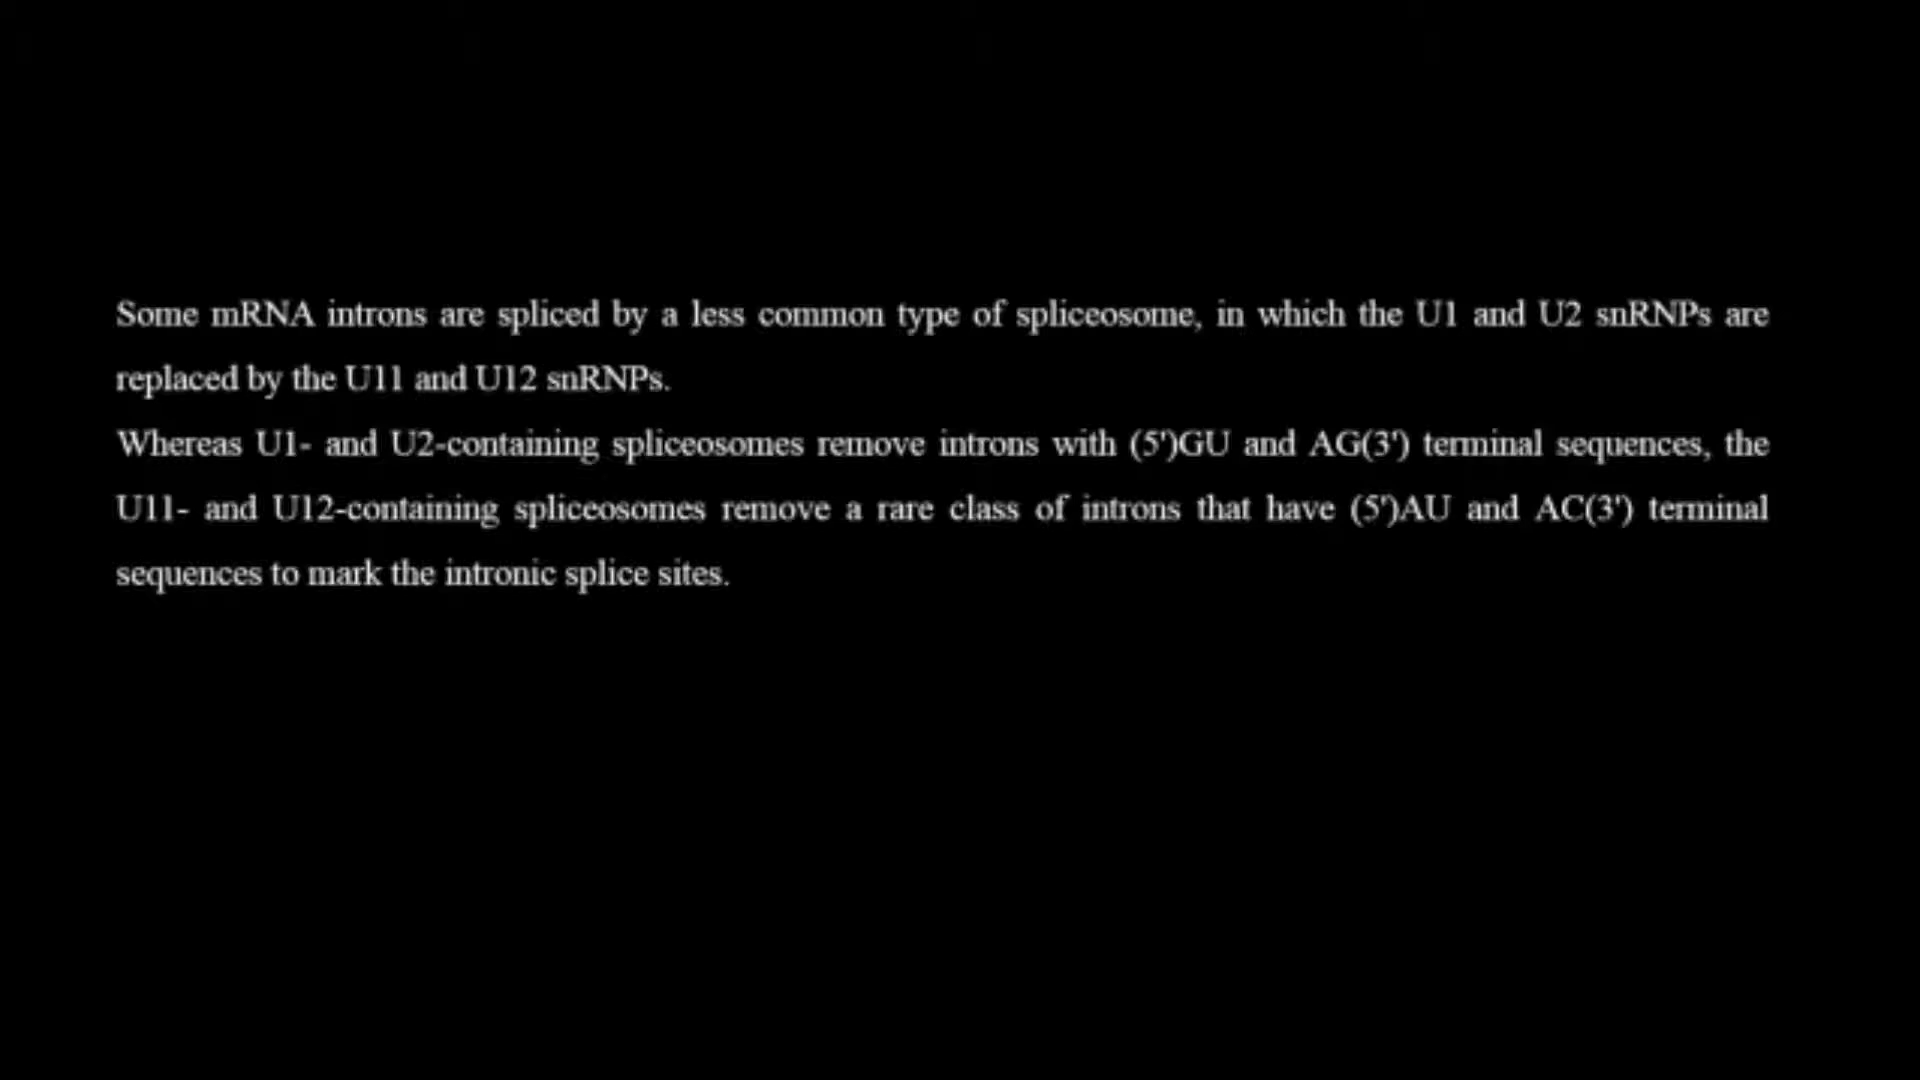 Some mRNA introns are spliced by a less common type of spliceosome, in which the U1 and U2 snRNPs are
replaced by the U11 and U12 snRNPs.
Whereas U1- and U2-containing spliceosomes remove introns with (5')GU and AG(3') terminal sequences, the
U11- and U12-containing spliceosomes remove a rare class of introns that have (5')AU and AC(3') terminal
sequences to mark the intronic splice sites.